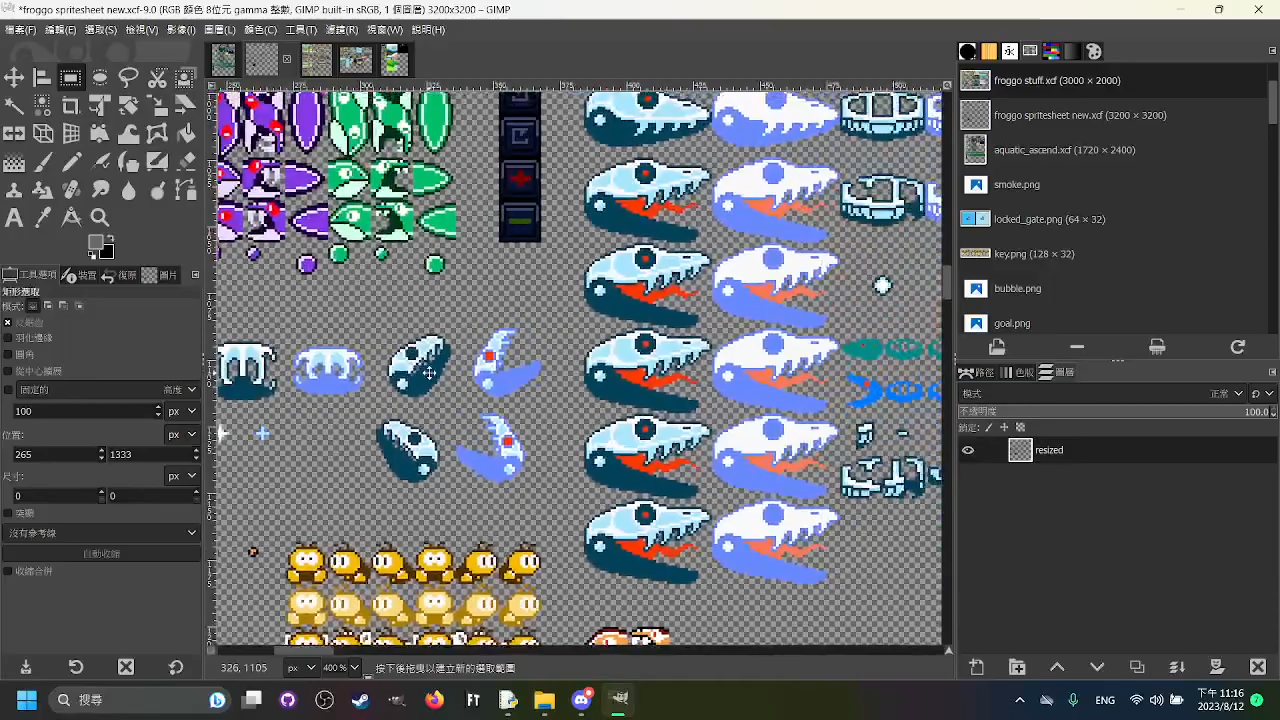 *froggo spritesheet new.xcf-9.0 (RGB 色彩 8位元 gamma 整數, GIMP built-in sRGB, 1 個圖層) 3200x3200 – GIMP
檔案(F) 編輯(E) 選取(S) 檢視(V) 影像(I) 圖層(L) 顏色(C) 工具(T) 濾鏡(R) 視窗(W) 說明(H)
工具選項
裝置
復原
圖片
矩形選取
模式:
羽化邊緣
圓角
從中心擴展
固定的
高度
100
px
位置:
px
265
1333
尺寸:
px
0
0
突顯
沒有參考線
自動收縮
收縮合併
326, 1105
px
400 %
按下後拖曳以建立新的選取範圍
froggo stuff.xcf (3000 × 2000)
froggo spritesheet new.xcf (3200 × 3200)
aquatic_ascend.xcf (1720 × 2400)
smoke.png
locked_gate.png (64 × 32)
key.png (128 × 32)
bubble.png
goal.png
路徑
色版
圖層
模式
正常
不透明度
100.0
鎖定:
resized
搜尋
FT
ENG
下午 11:16
2023/8/12
7